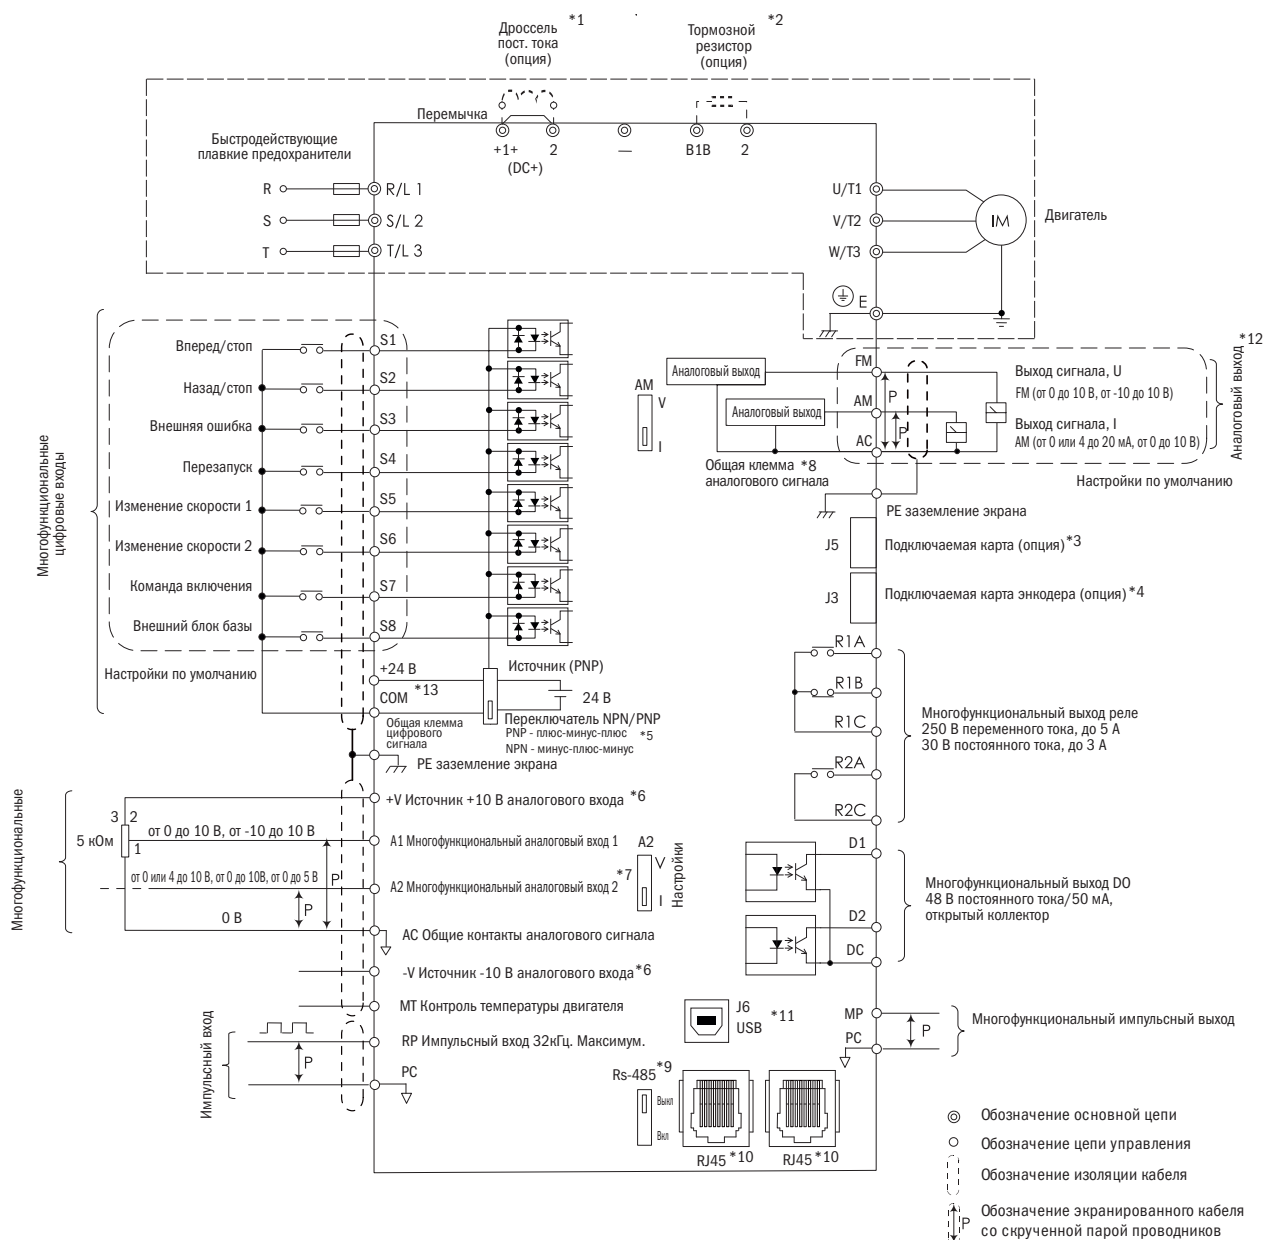 Дроссель
пост. тока
(опция)
*1
Тормозной
резистор
(опция)
*2
Перемычка
+1+
2
—
B1B
2
(DC+)
Быстродействующие
плавкие предохранители
R
R/L 1
S
S/L 2
T
T/L 3
U/T1
V/T2
W/T3
IM
Двигатель
E
Многофункциональные
цифровые входы
Вперед/стоп
S1
Назад/стоп
S2
Внешняя ошибка
S3
Перезапуск
S4
Изменение скорости 1
S5
Изменение скорости 2
S6
Команда включения
S7
Внешний блок базы
S8
Настройки по умолчанию
+24 В
COM *13
Общая клемма
цифрового
сигнала
Источник (PNP)
24 В
Переключатель NPN/PNP
PNP - плюс-минус-плюс *5
NPN - минус-плюс-минус
PE заземление экрана
AM
V
I
Аналоговый выход
Аналоговый выход
FM
AM
AC
P
P
Общая клемма *8
аналогового сигнала
Выход сигнала, U
FM (от 0 до 10 В, от -10 до 10 В)
Выход сигнала, I
AM (от 0 или 4 до 20 мА, от 0 до 10 В)
Аналоговый выход
*12
Настройки по умолчанию
PE заземление экрана
J5
Подключаемая карта (опция) *3
J3
Подключаемая карта энкодера (опция) *4
R1A
R1B
R1C
R2A
R2C
Многофункциональный выход реле
250 В переменного тока, до 5 А
30 В постоянного тока, до 3 А
D1
D2
DC
Многофункциональный выход DO
48 В постоянного тока/50 мА,
открытый коллектор
Многофункциональные
3 2
1
5 кОм
от 0 до 10 В, от -10 до 10 В
от 0 или 4 до 10 В, от 0 до 10В, от 0 до 5 В
P
P
0 В
+V Источник +10 В аналогового входа *6
A1 Многофункциональный аналоговый вход 1
A2 Многофункциональный аналоговый вход 2
*7
A2
V
I
Настройки
AC Общие контакты аналогового сигнала
-V Источник -10 В аналогового входа *6
MT Контроль температуры двигателя
Импульсный вход
P
RP Импульсный вход 32кГц. Максимум.
PC
J6
USB
*11
MP
PC
P
Многофункциональный импульсный выход
Rs-485 *9
Выкл
Вкл
RJ45 *10
RJ45 *10
Обозначение основной цепи
Обозначение цепи управления
Обозначение изоляции кабеля
P
Обозначение экранированного кабеля
со скрученной парой проводников